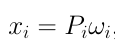 x_i = P_i ω_i,